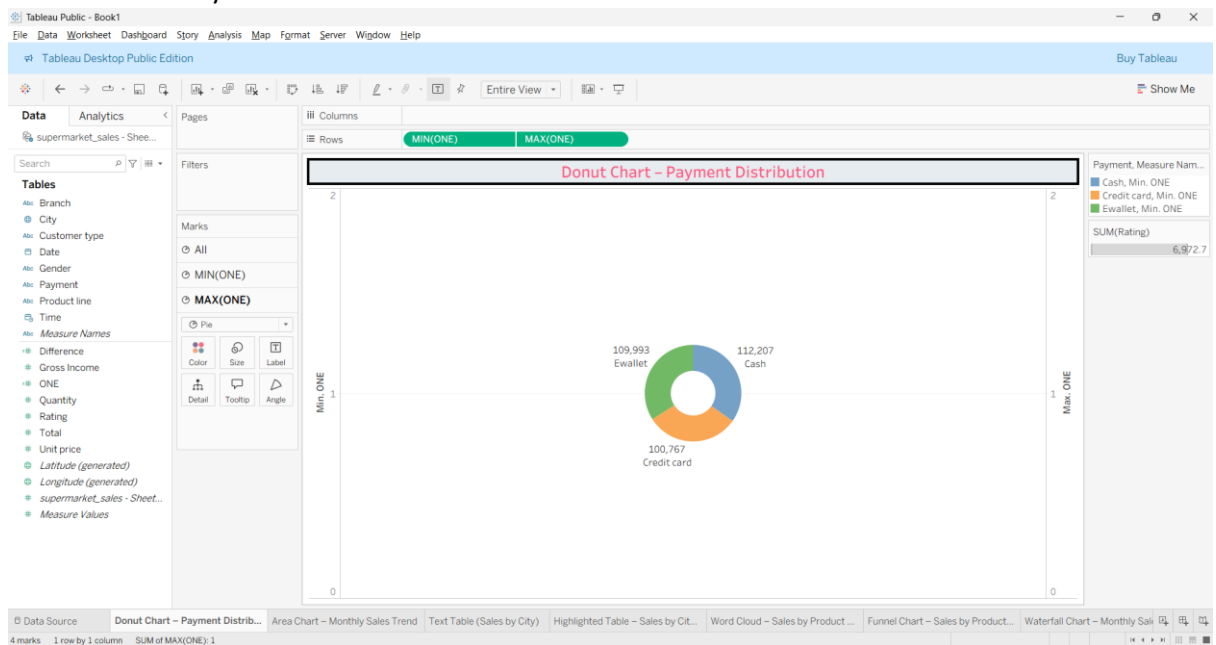 Tableau Public - Book1
File Data Worksheet Dashboard Story Analysis Map Format Server Window Help
Tableau Desktop Public Edition
Buy Tableau
Entire View
Show Me
Data Analytics
Pages
Columns
supermarket_sales - Shee...
Rows
MIN(ONE) MAX(ONE)
Search
Tables
Abc Branch
City
Abc Customer type
Date
Abc Gender
Abc Payment
Abc Product line
Time
Abc Measure Names
Difference
Gross Income
ONE
Quantity
Rating
Total
Unit price
Latitude (generated)
Longitude (generated)
supermarket_sales - Sheet...
Measure Values
Filters
Marks
All
MIN(ONE)
MAX(ONE)
Pie
Color Size Label
Detail Tooltip Angle
Donut Chart – Payment Distribution
2
1
0
Min. ONE
109,993
Ewallet
112,207
Cash
100,767
Credit card
2
1
0
Max. ONE
Payment, Measure Nam...
Cash, Min. ONE
Credit card, Min. ONE
Ewallet, Min. ONE
SUM(Rating)
6,972.7
Data Source Donut Chart – Payment Distrib... Area Chart – Monthly Sales Trend Text Table (Sales by City) Highlighted Table – Sales by Cit... Word Cloud – Sales by Product ... Funnel Chart – Sales by Product... Waterfall Chart – Monthly Sal
4 marks 1 row by 1 column SUM of MAX(ONE): 1